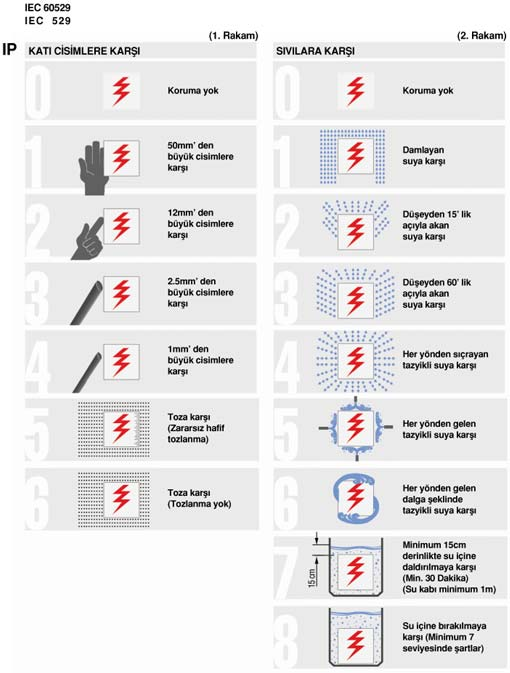 IEC 60529
IEC 529
IP
(1. Rakam)
KATI CİSİMLERE KARŞI
0
Koruma yok
1
50mm' den
büyük cisimlere
karşı
2
12mm' den
büyük cisimlere
karşı
3
2.5mm' den
büyük cisimlere
karşı
4
1mm' den
büyük cisimlere
karşı
5
Toza karşı
(Zararsız hafif
tozlanma)
6
Toza karşı
(Tozlanma yok)
(2. Rakam)
SIVILARA KARŞI
0
Koruma yok
1
Damlayan
suya karşı
2
Düşeyden 15' lik
açıyla akan
suya karşı
3
Düşeyden 60' lik
açıyla akan
suya karşı
4
Her yönden sıçrayan
tazyikli suya karşı
5
Her yönden gelen
tazyikli suya karşı
6
Her yönden gelen
dalga şeklinde
tazyikli suya karşı
7
15 cm
Minimum 15cm
derinlikte su içine
daldırılmaya karşı
(Min. 30 Dakika)
(Su kabı minimum 1m)
8
Su içine bırakılmaya
karşı (Minimum 7
seviyesinde şartlar)